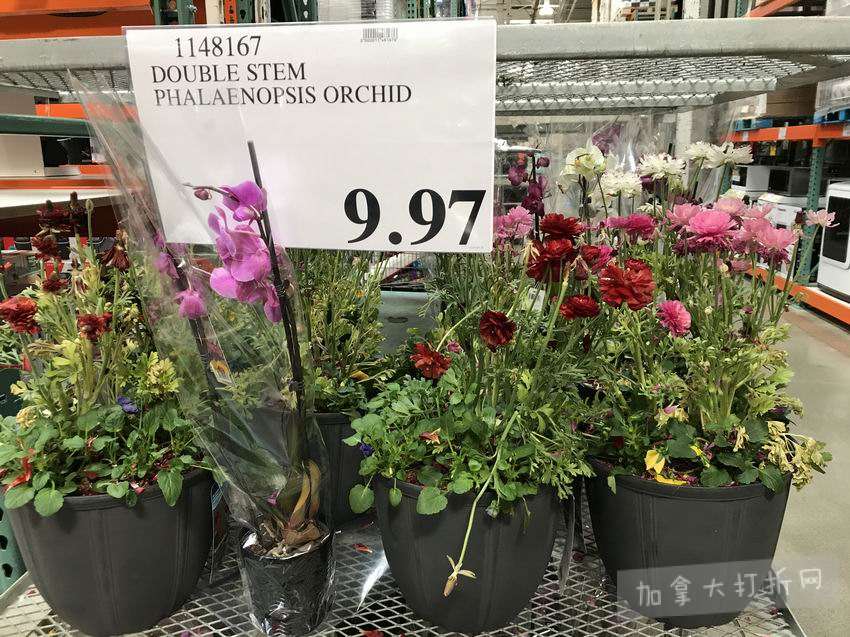 1148167
DOUBLE STEM
PHALAENOPSIS ORCHID
9.97
加拿大打折网